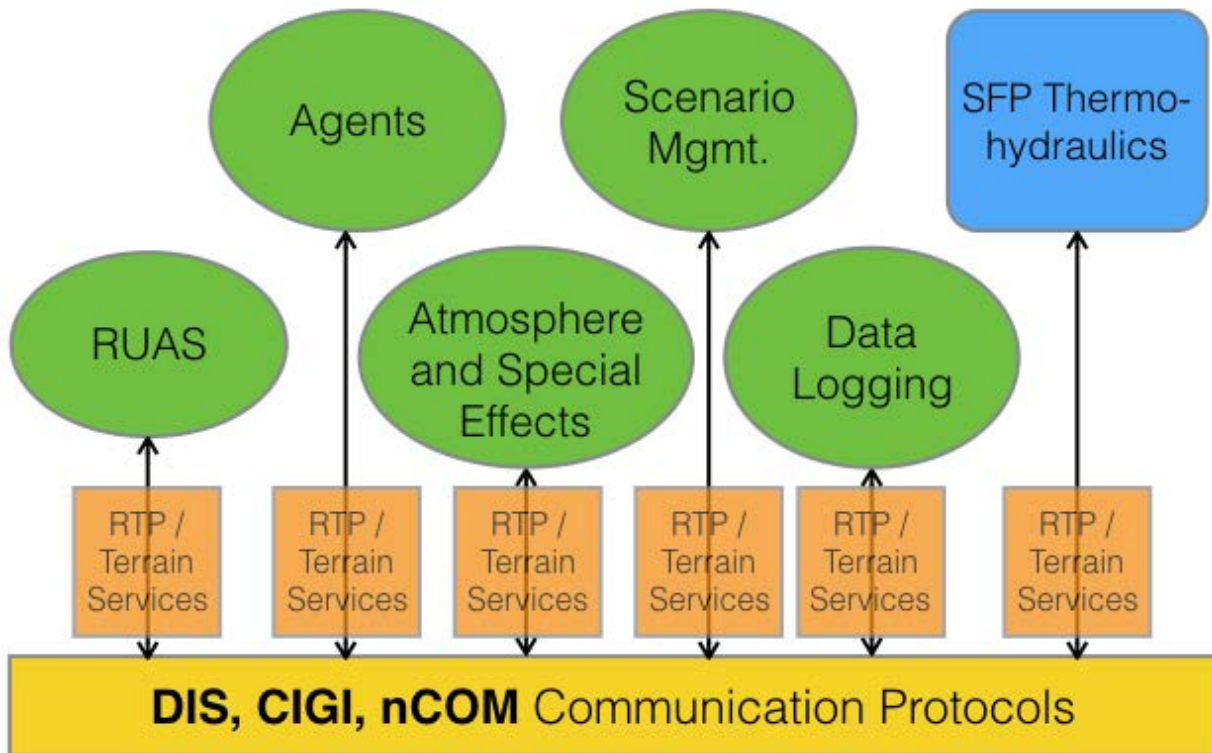 Agents
Scenario
Mgmt.
SFP Thermo-
hydraulics
RUAS
Atmosphere
and Special
Effects
Data
Logging
RTP /
Terrain
Services
RTP /
Terrain
Services
RTP /
Terrain
Services
RTP /
Terrain
Services
RTP /
Terrain
Services
RTP /
Terrain
Services
DIS, CIGI, nCOM Communication Protocols